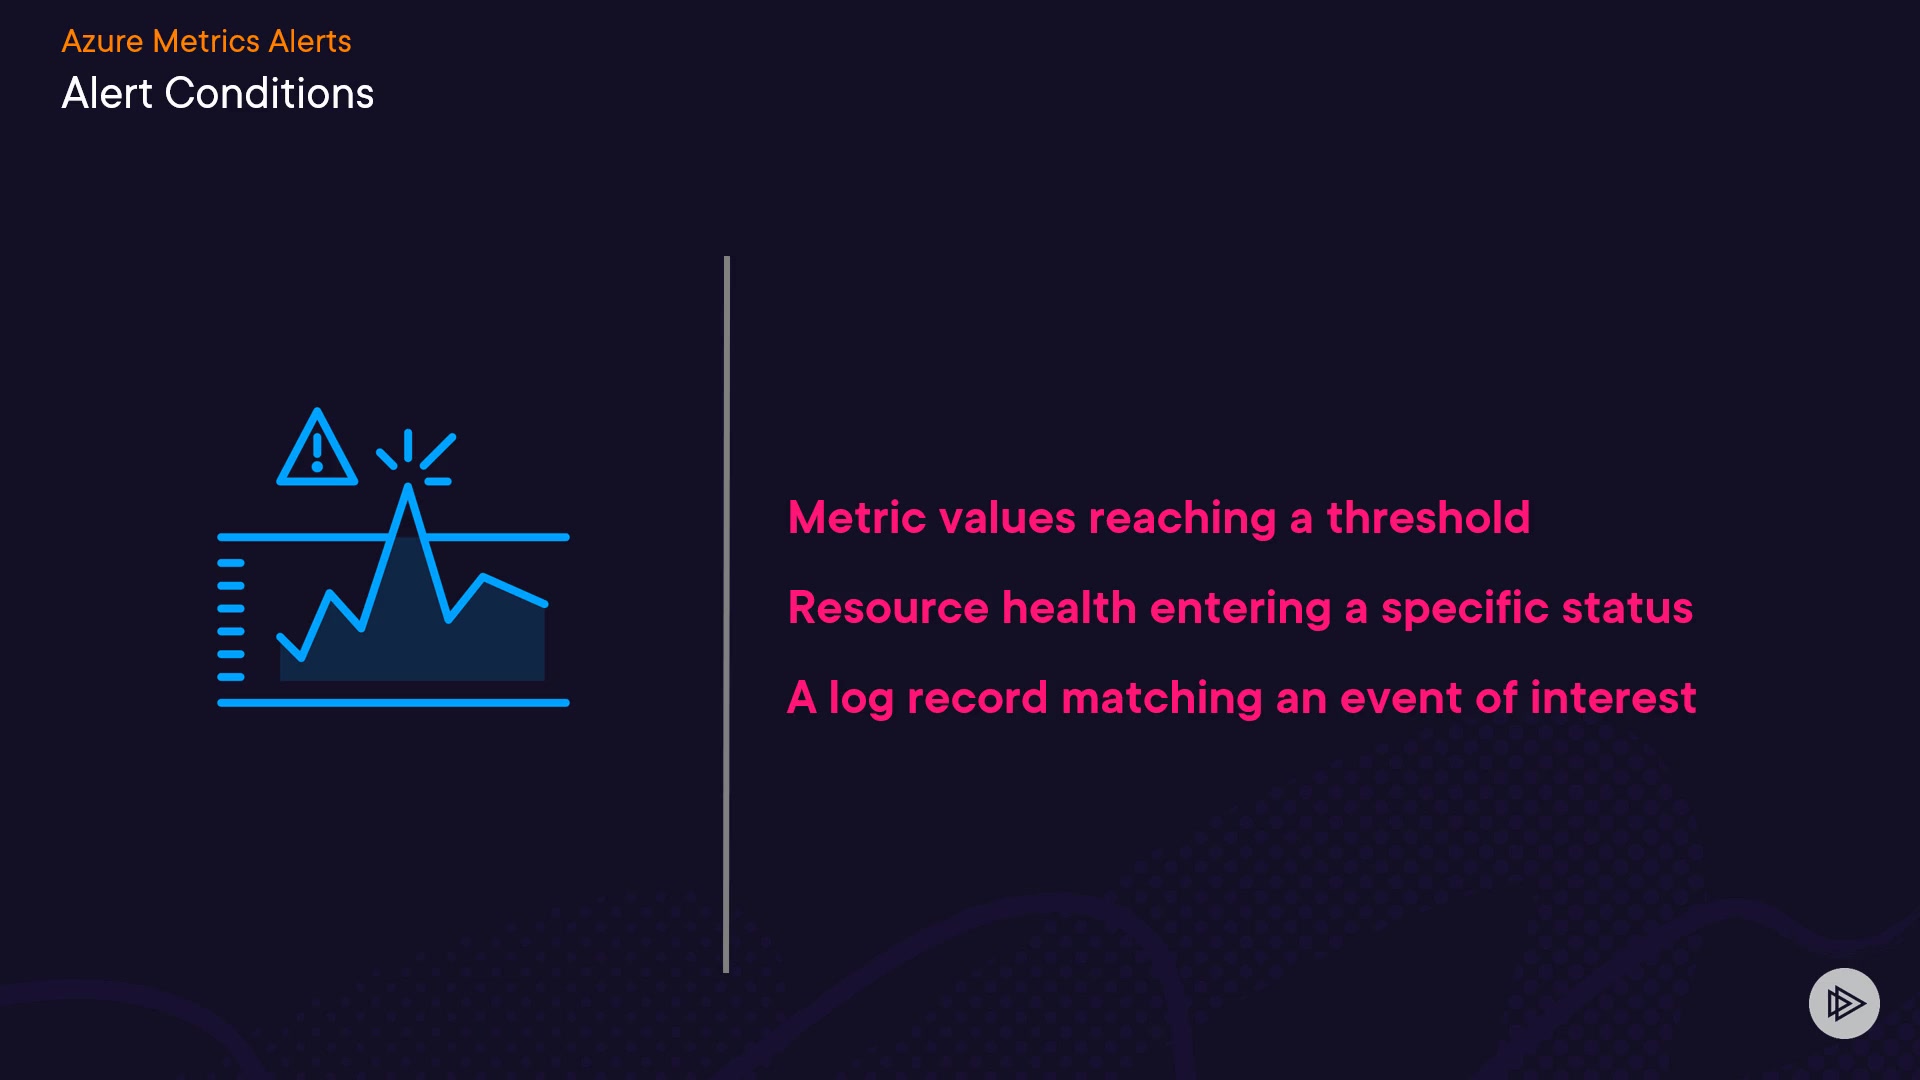 Azure Metrics Alerts
Alert Conditions
Metric values reaching a threshold
Resource health entering a specific status
A log record matching an event of interest